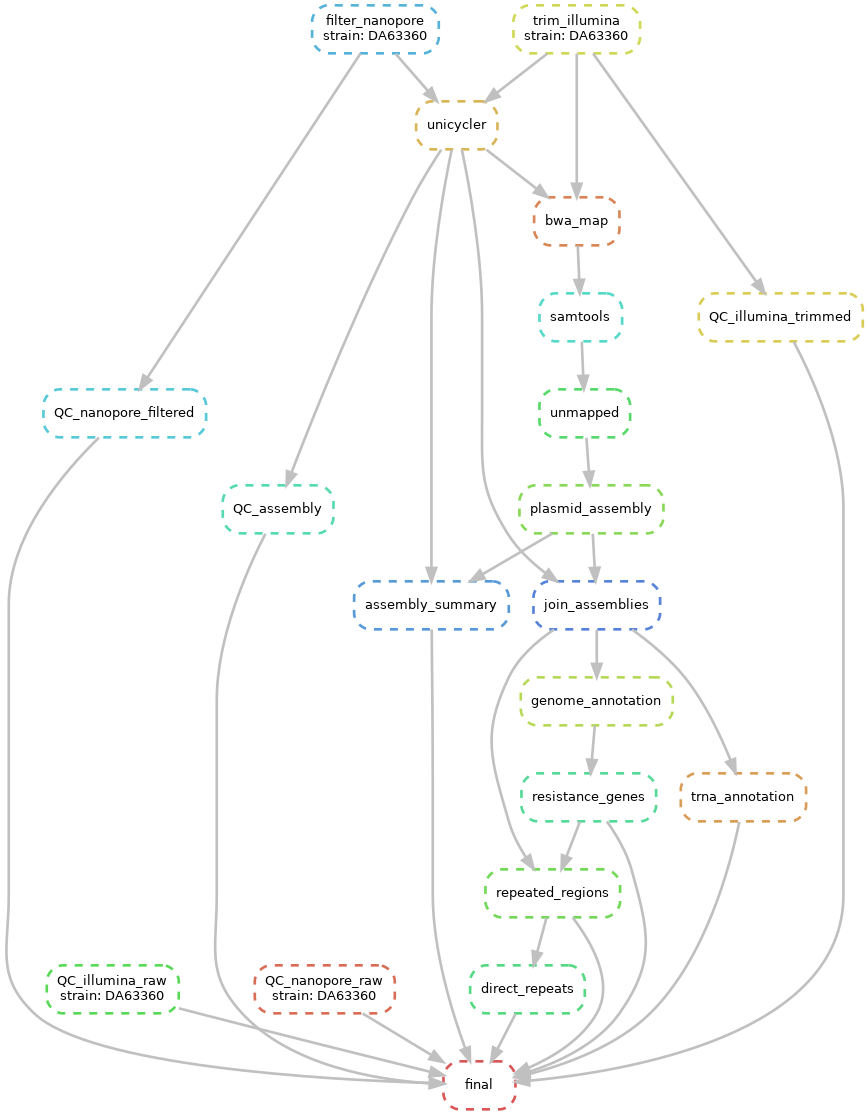 filter_nanopore
strain: DA63360
trim_illumina
strain: DA63360
unicycler
bwa_map
samtools
QC_illumina_trimmed
QC_nanopore_filtered
unmapped
QC_assembly
plasmid_assembly
assembly_summary
join_assemblies
genome_annotation
resistance_genes
trna_annotation
repeated_regions
QC_illumina_raw
strain: DA63360
QC_nanopore_raw
strain: DA63360
direct_repeats
final